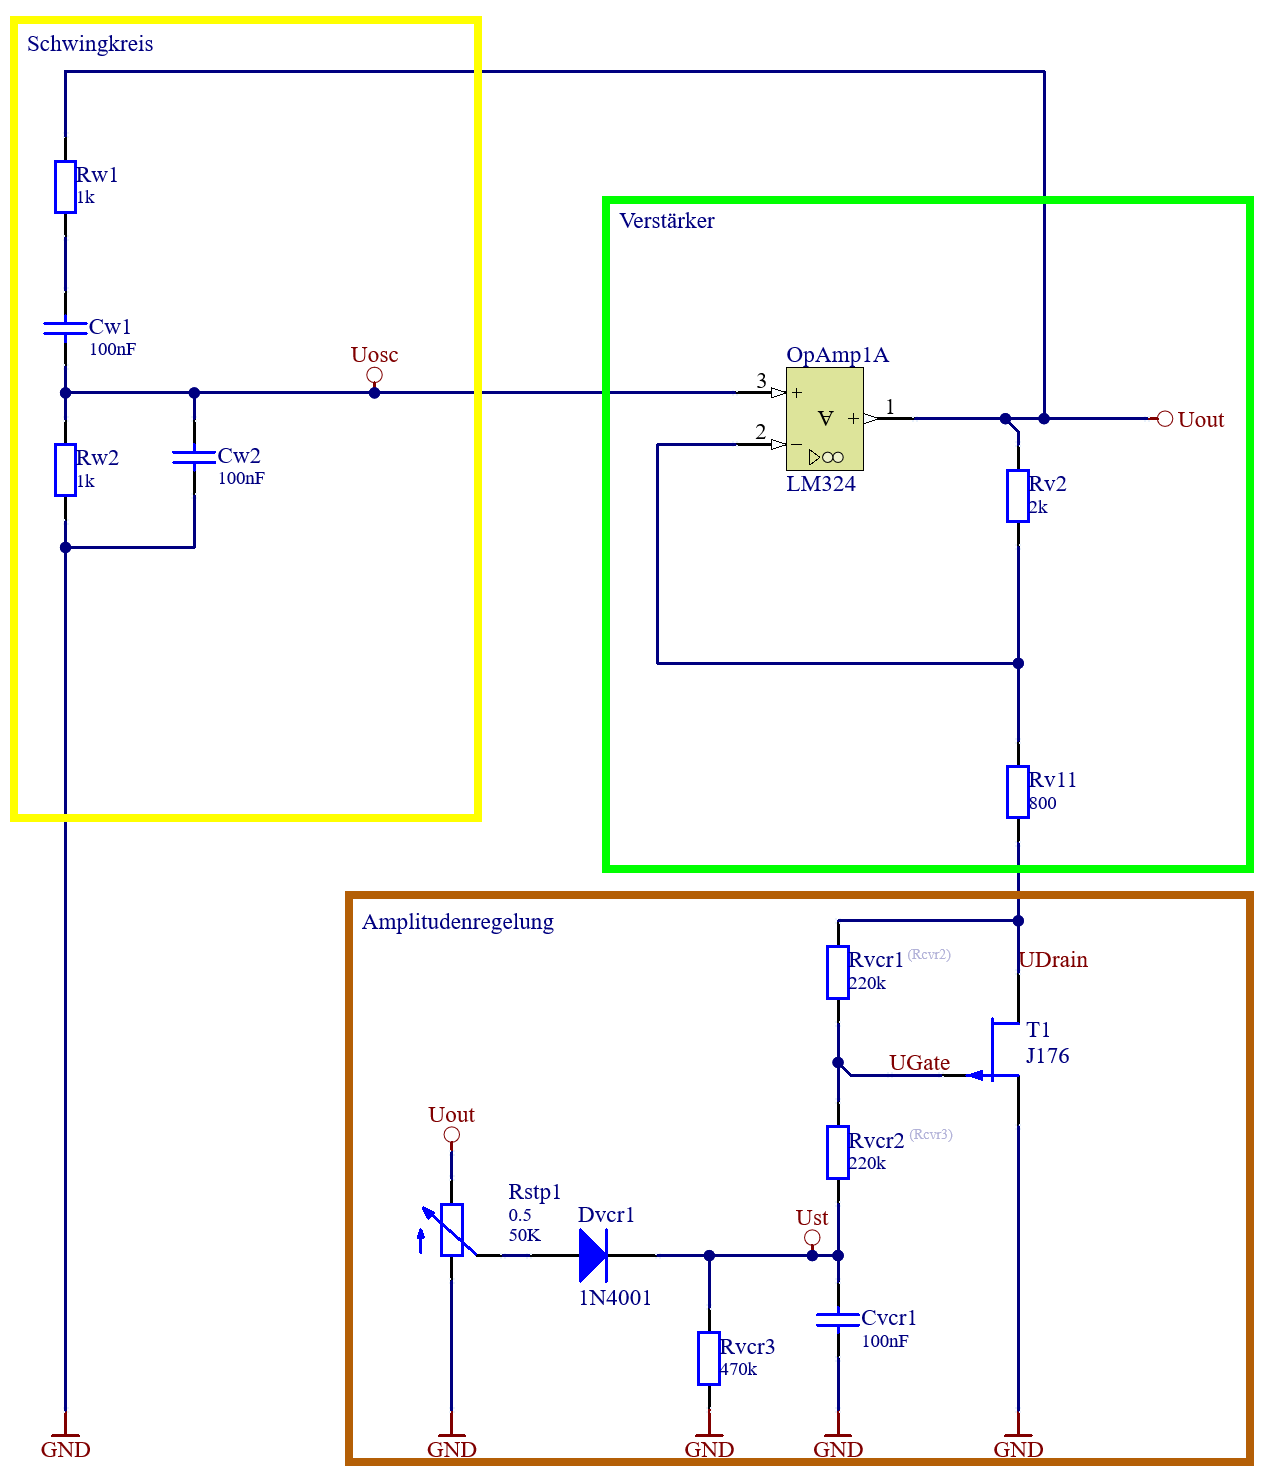 Schwingkreis
Rw1
1k
Cw1
100nF
Uosc
Rw2
1k
Cw2
100nF
Verstärker
OpAmp1A
3
+
A
+
1
2
−
▷∞
LM324
Uout
Rv2
2k
Rv11
800
Amplitudenregelung
Rvcr1 (Rcvr2)
220k
UDrain
T1
J176
UGate
Rvcr2 (Rcvr3)
220k
Uout
Rstp1
0.5
50K
Dvcr1
1N4001
Ust
Rvcr3
470k
Cvcr1
100nF
GND
GND
GND
GND
GND